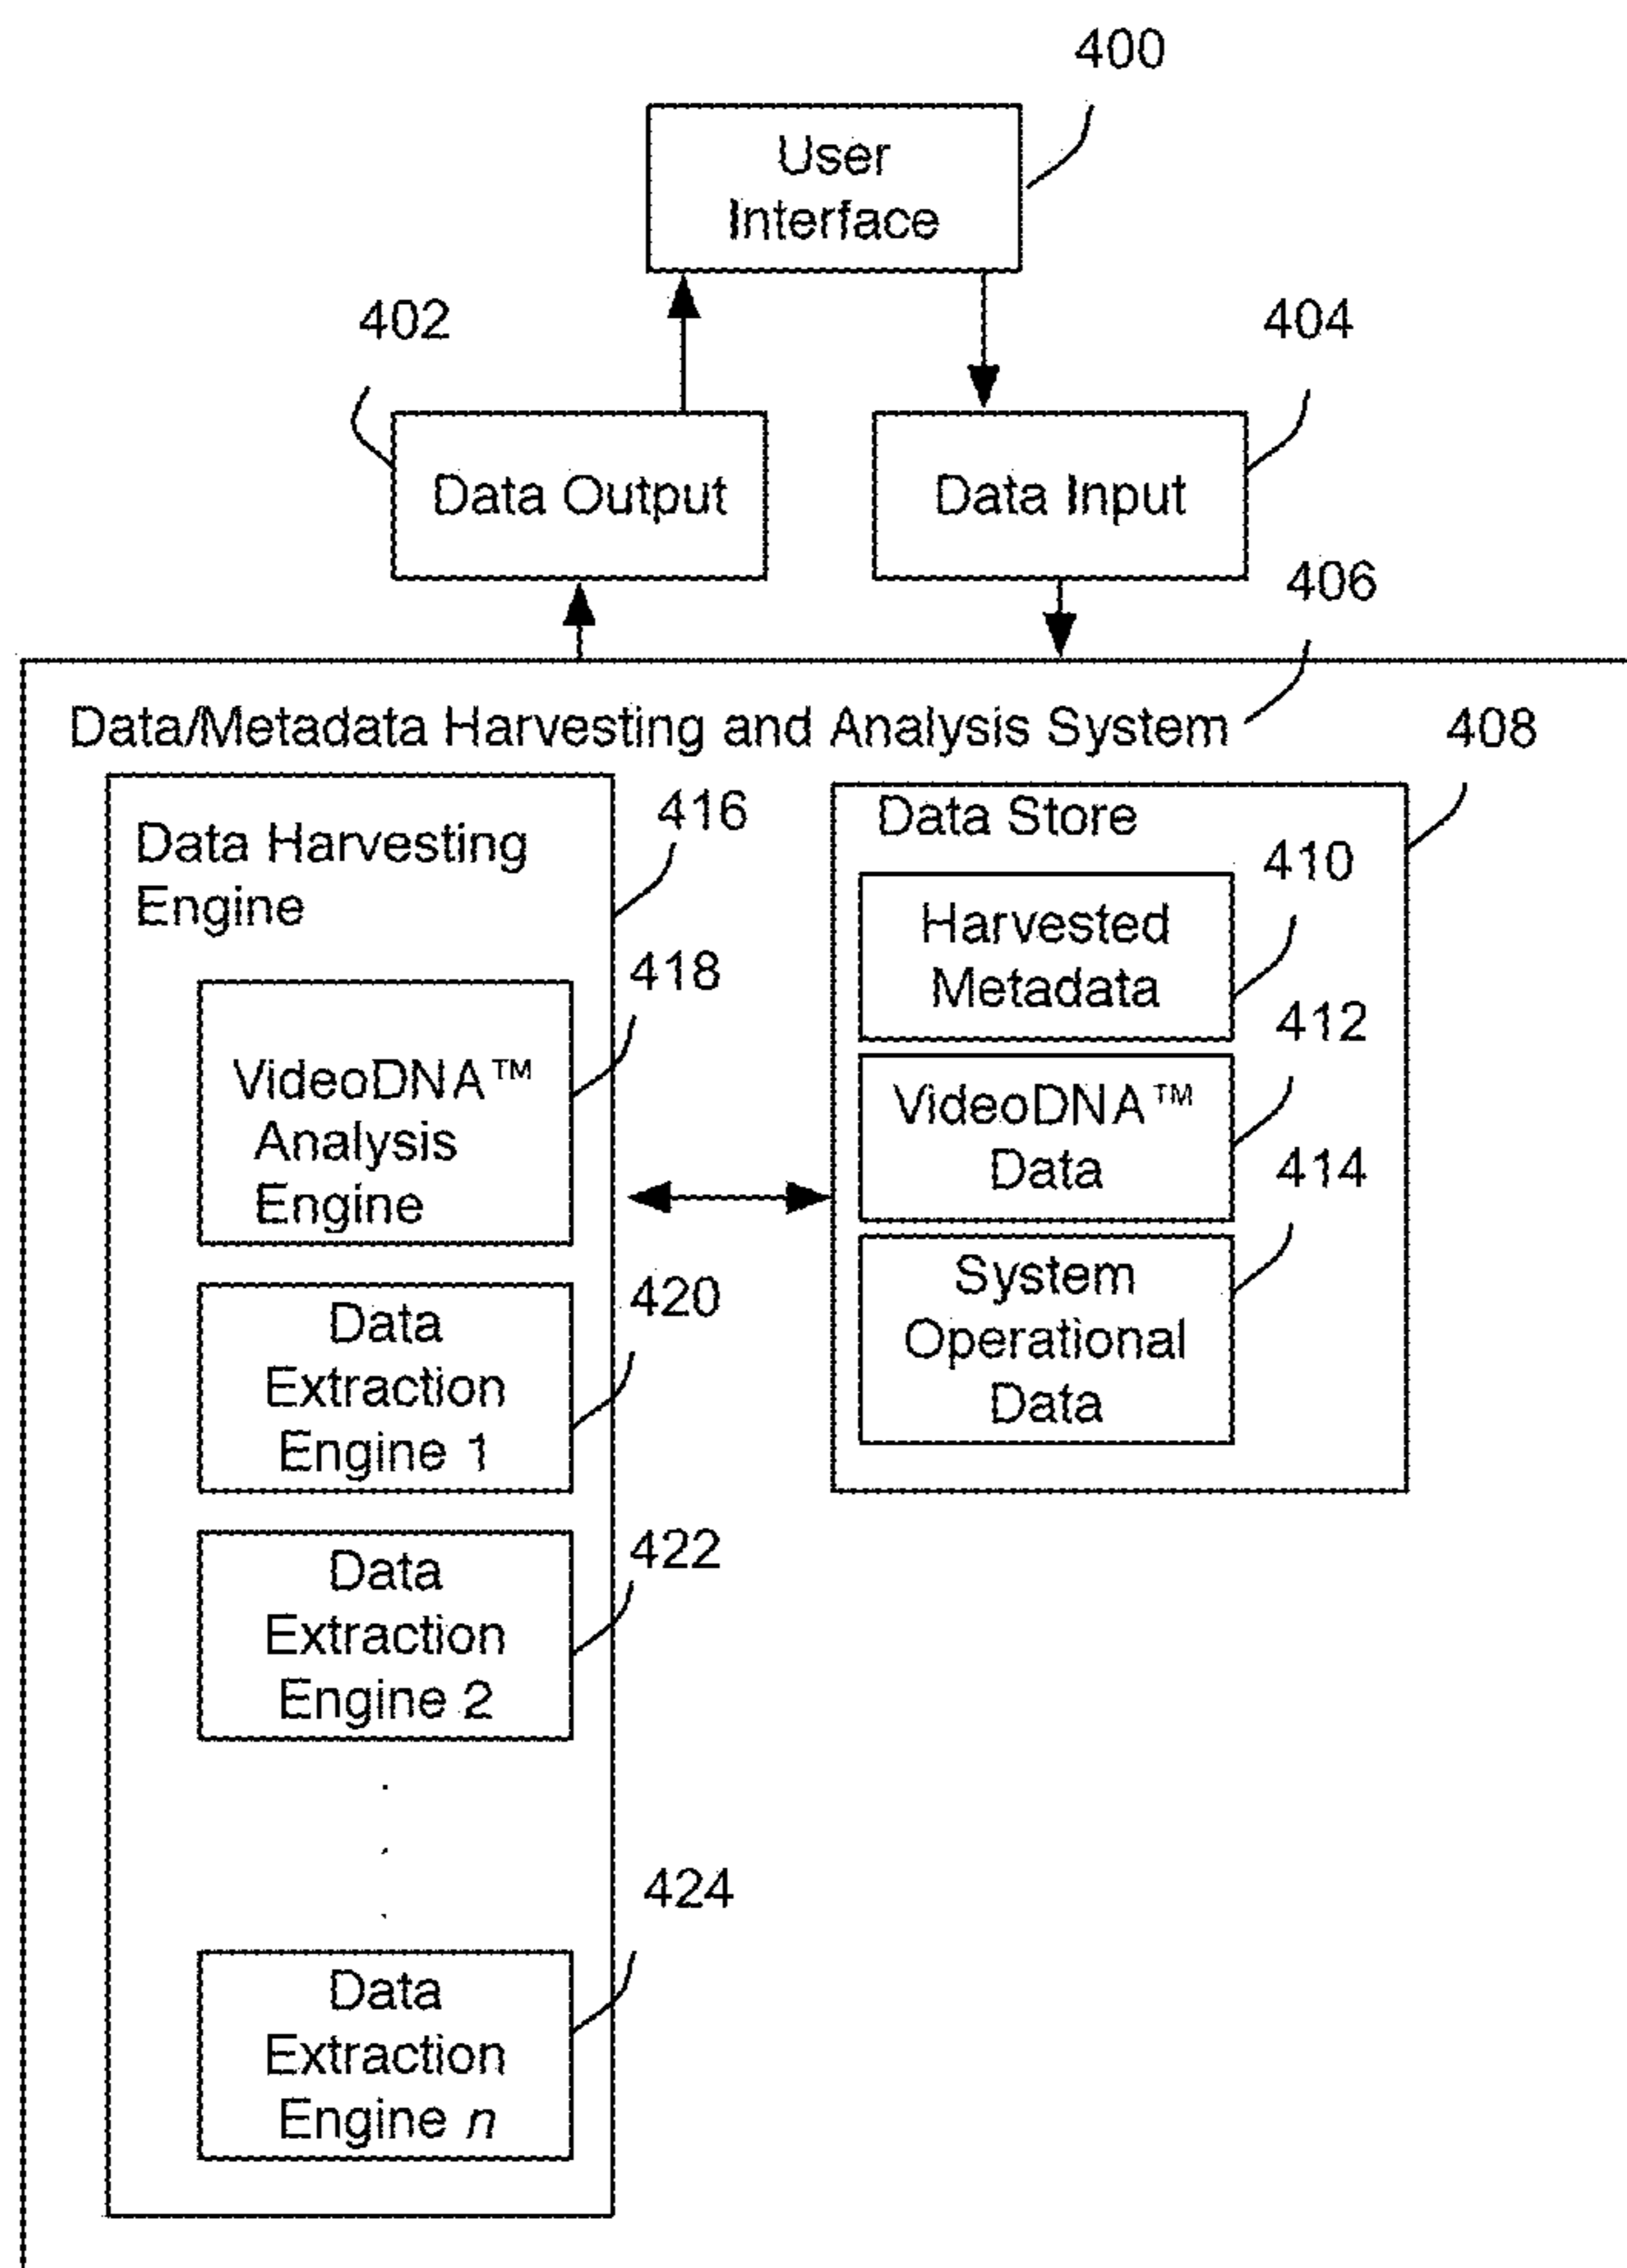 400
User
Interface
402
404
Data Output
Data Input
406
Data/Metadata Harvesting and Analysis System
408
416
Data Harvesting
Engine
418
VideoDNA™
Analysis
Engine
420
Data
Extraction
Engine 1
422
Data
Extraction
Engine 2
.
.
.
424
Data
Extraction
Engine n
Data Store
410
Harvested
Metadata
412
VideoDNA™
Data
414
System
Operational
Data